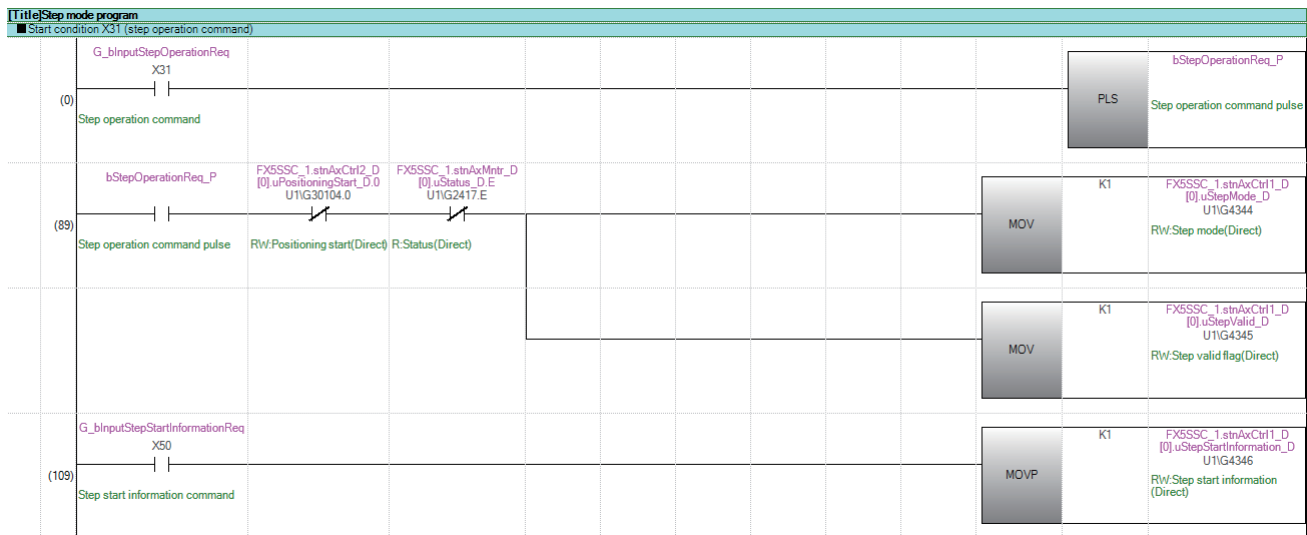 [Title]Step mode program
■ Start condition X31 (step operation command)
G_bInputStepOperationReq
X31
(0)
Step operation command
PLS
bStepOperationReq_P
Step operation command pulse
bStepOperationReq_P
(89)
Step operation command pulse
FX5SSC_1.stnAxCtrl2_D
[0].uPositioningStart_D.0
U1\G30104.0
RW:Positioning start(Direct)
FX5SSC_1.stnAxMntr_D
[0].uStatus_D.E
U1\G2417.E
R:Status(Direct)
MOV
K1
FX5SSC_1.stnAxCtrl1_D
[0].uStepMode_D
U1\G4344
RW:Step mode(Direct)
MOV
K1
FX5SSC_1.stnAxCtrl1_D
[0].uStepValid_D
U1\G4345
RW:Step valid flag(Direct)
G_bInputStepStartInformationReq
X50
(109)
Step start information command
MOVP
K1
FX5SSC_1.stnAxCtrl1_D
[0].uStepStartInformation_D
U1\G4346
RW:Step start information
(Direct)